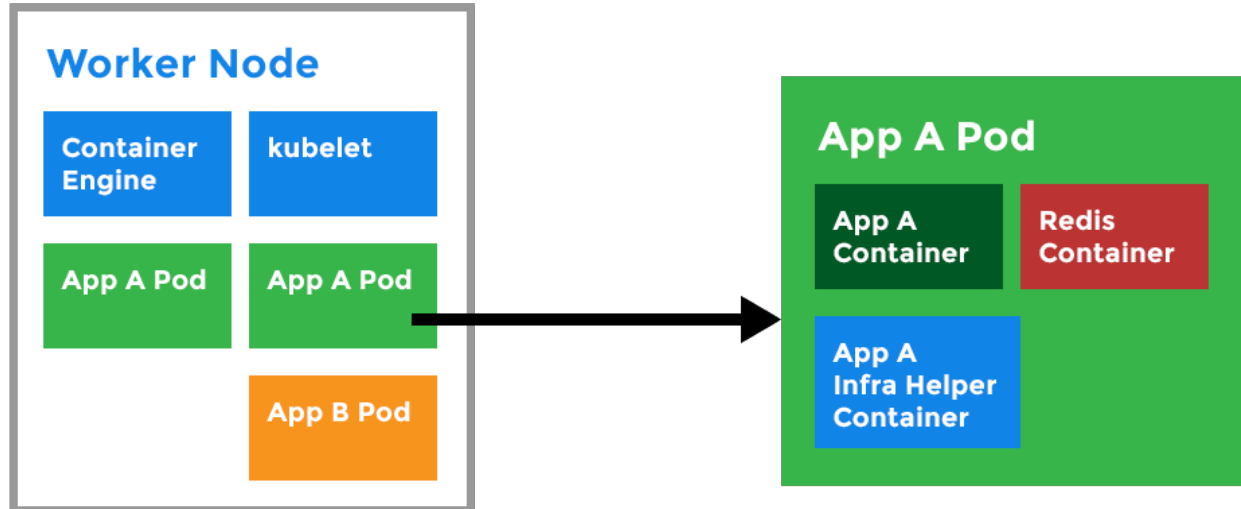 Worker Node
Container
Engine
kubelet
App A Pod
App A Pod
App B Pod
App A Pod
App A
Container
Redis
Container
App A
Infra Helper
Container